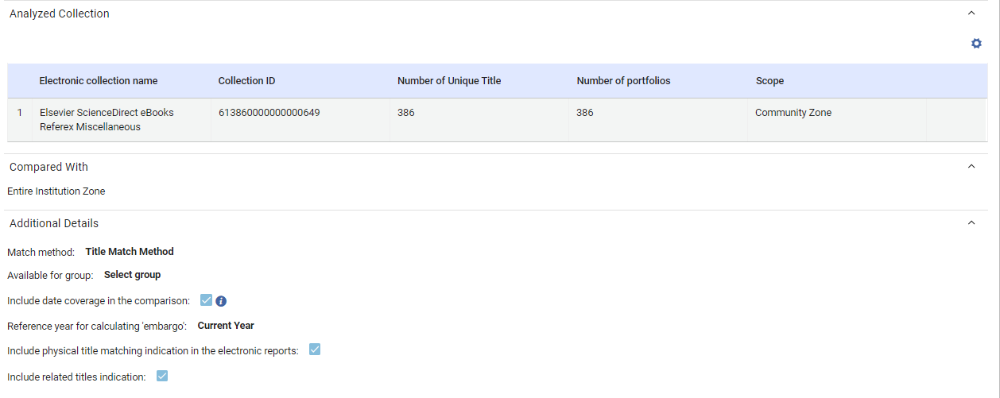 Analyzed Collection
Electronic collection name Collection ID Number of Unique Title Number of portfolios Scope
1 Elsevier ScienceDirect eBooks Referex Miscellaneous 613860000000000649 386 386 Community Zone
Compared With
Entire Institution Zone
Additional Details
Match method: Title Match Method
Available for group: Select group
Include date coverage in the comparison:
Reference year for calculating 'embargo': Current Year
Include physical title matching indication in the electronic reports:
Include related titles indication: